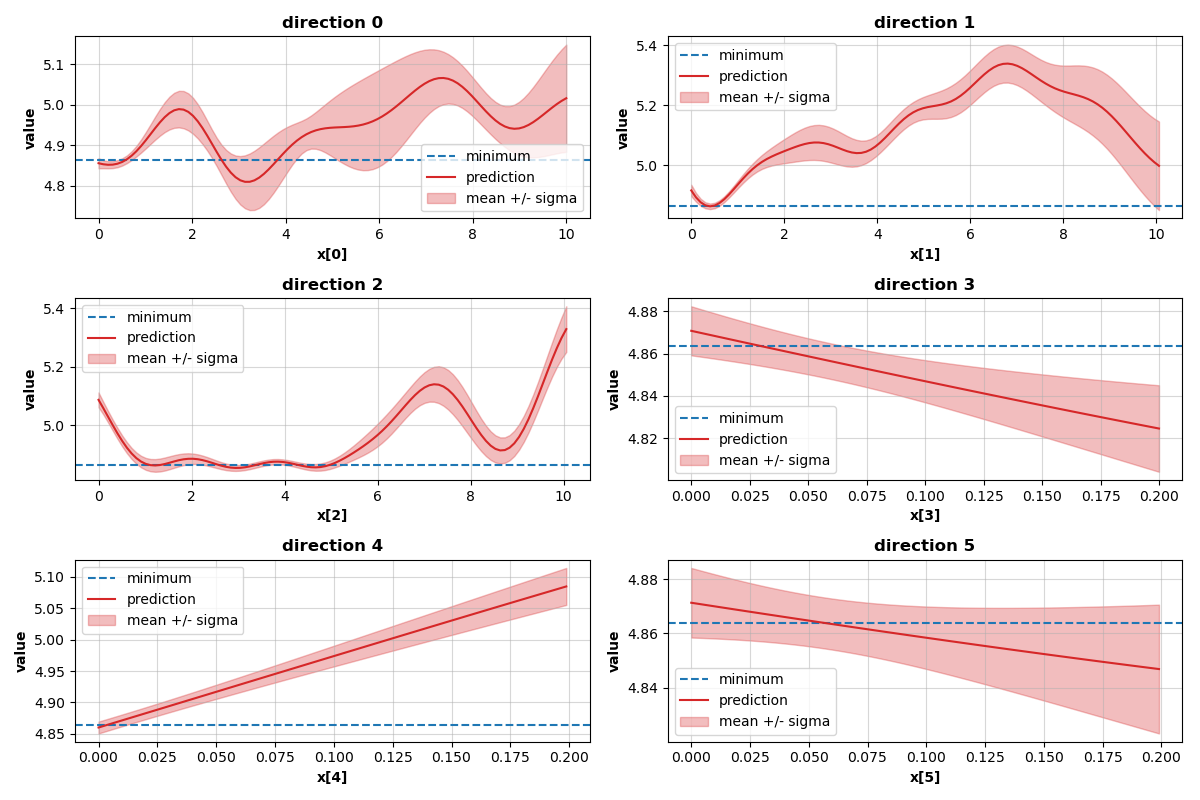 direction 0
5.1
5.0
4.9
4.8
value
minimum
prediction
mean +/- sigma
0 2 4 6 8 10
x[0]
direction 1
5.4
5.2
5.0
value
minimum
prediction
mean +/- sigma
0 2 4 6 8 10
x[1]
direction 2
5.4
5.2
5.0
value
minimum
prediction
mean +/- sigma
0 2 4 6 8 10
x[2]
direction 3
4.88
4.86
4.84
4.82
value
minimum
prediction
mean +/- sigma
0.000 0.025 0.050 0.075 0.100 0.125 0.150 0.175 0.200
x[3]
direction 4
5.10
5.05
5.00
4.95
4.90
4.85
value
minimum
prediction
mean +/- sigma
0.000 0.025 0.050 0.075 0.100 0.125 0.150 0.175 0.200
x[4]
direction 5
4.88
4.86
4.84
value
minimum
prediction
mean +/- sigma
0.000 0.025 0.050 0.075 0.100 0.125 0.150 0.175 0.200
x[5]